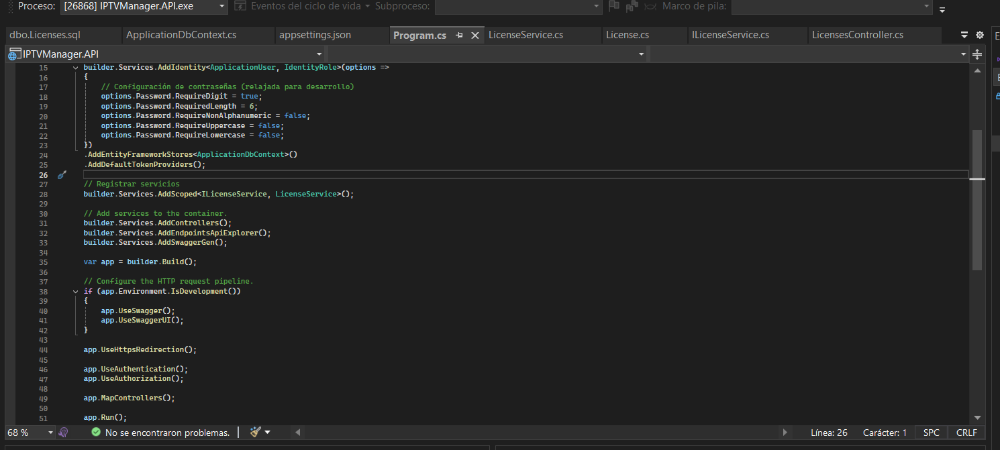 Proceso: [26868] IPTVManager.API.exe Eventos del ciclo de vida Subproceso: Marco de pila:
dbo.Licenses.sql ApplicationDbContext.cs appsettings.json Program.cs LicenseService.cs License.cs ILicenseService.cs LicensesController.cs
IPTVManager.API
15 builder.Services.AddIdentity<ApplicationUser, IdentityRole>(options =>
16 {
17 // Configuración de contraseñas (relajada para desarrollo)
18 options.Password.RequireDigit = true;
19 options.Password.RequiredLength = 6;
20 options.Password.RequireNonAlphanumeric = false;
21 options.Password.RequireUppercase = false;
22 options.Password.RequireLowercase = false;
23 })
24 .AddEntityFrameworkStores<ApplicationDbContext>()
25 .AddDefaultTokenProviders();
26
27 // Registrar servicios
28 builder.Services.AddScoped<ILicenseService, LicenseService>();
29
30 // Add services to the container.
31 builder.Services.AddControllers();
32 builder.Services.AddEndpointsApiExplorer();
33 builder.Services.AddSwaggerGen();
34
35 var app = builder.Build();
36
37 // Configure the HTTP request pipeline.
38 if (app.Environment.IsDevelopment())
39 {
40 app.UseSwagger();
41 app.UseSwaggerUI();
42 }
43
44 app.UseHttpsRedirection();
45
46 app.UseAuthentication();
47 app.UseAuthorization();
48
49 app.MapControllers();
50
51 app.Run();
68 % No se encontraron problemas. Línea: 26 Carácter: 1 SPC CRLF